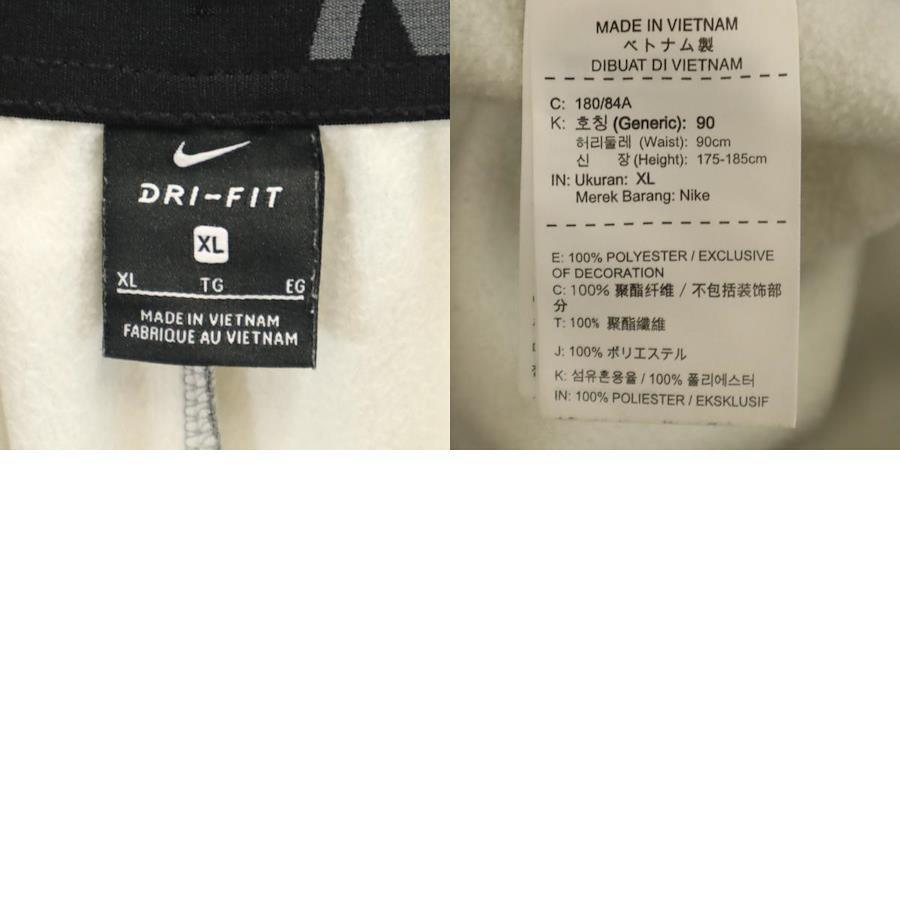 DRI-FIT
XL
XL TG EG
MADE IN VIETNAM
FABRIQUE AU VIETNAM
MADE IN VIETNAM
ベトナム製
DIBUAT DI VIETNAM
C: 180/84A
K: 호칭 (Generic): 90
허리둘레 (Waist): 90cm
신 장 (Height): 175-185cm
IN: Ukuran: XL
Merek Barang: Nike
E: 100% POLYESTER / EXCLUSIVE
OF DECORATION
C: 100% 聚酯纤维 / 不包括装饰部
分
T: 100% 聚酯纖維
J: 100% ポリエステル
K: 섬유혼용율 / 100% 폴리에스터
IN: 100% POLIESTER / EKSKLUSIF